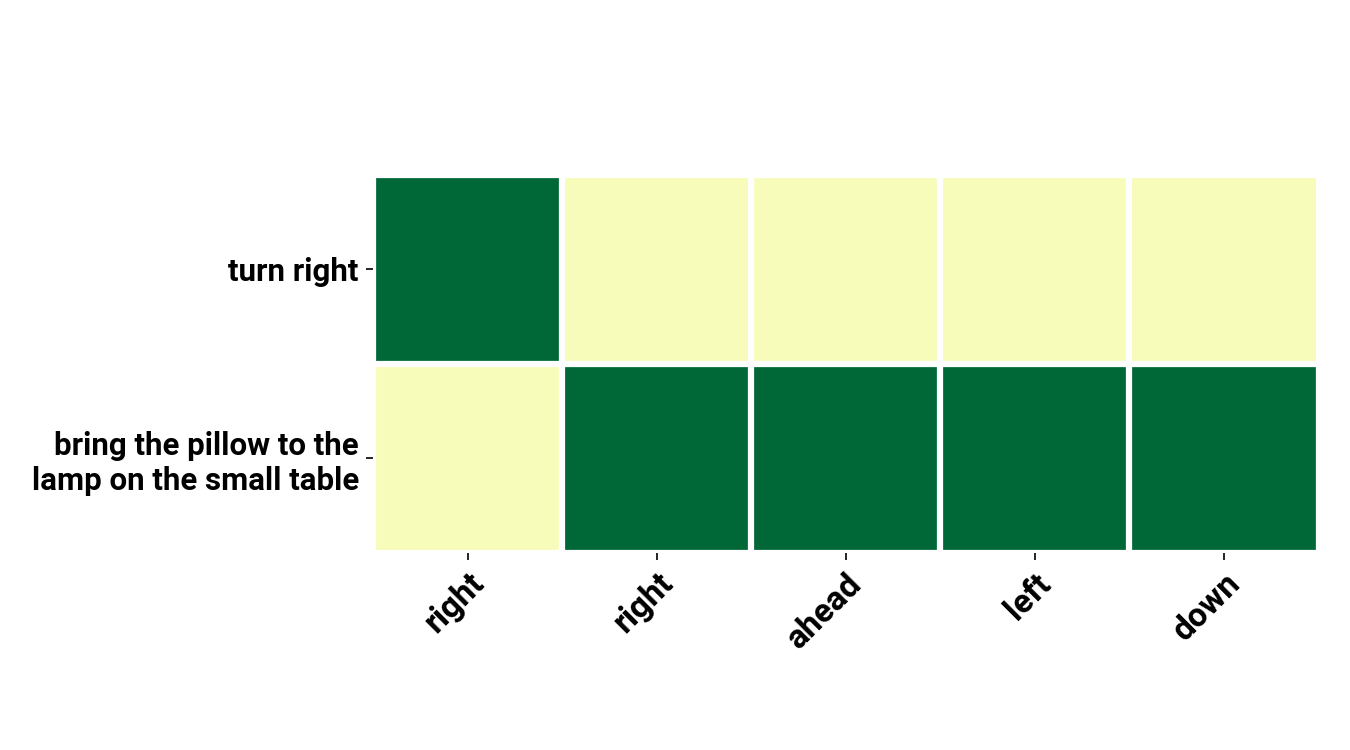 turn right
bring the pillow to the
lamp on the small table
right
right
ahead
left
down